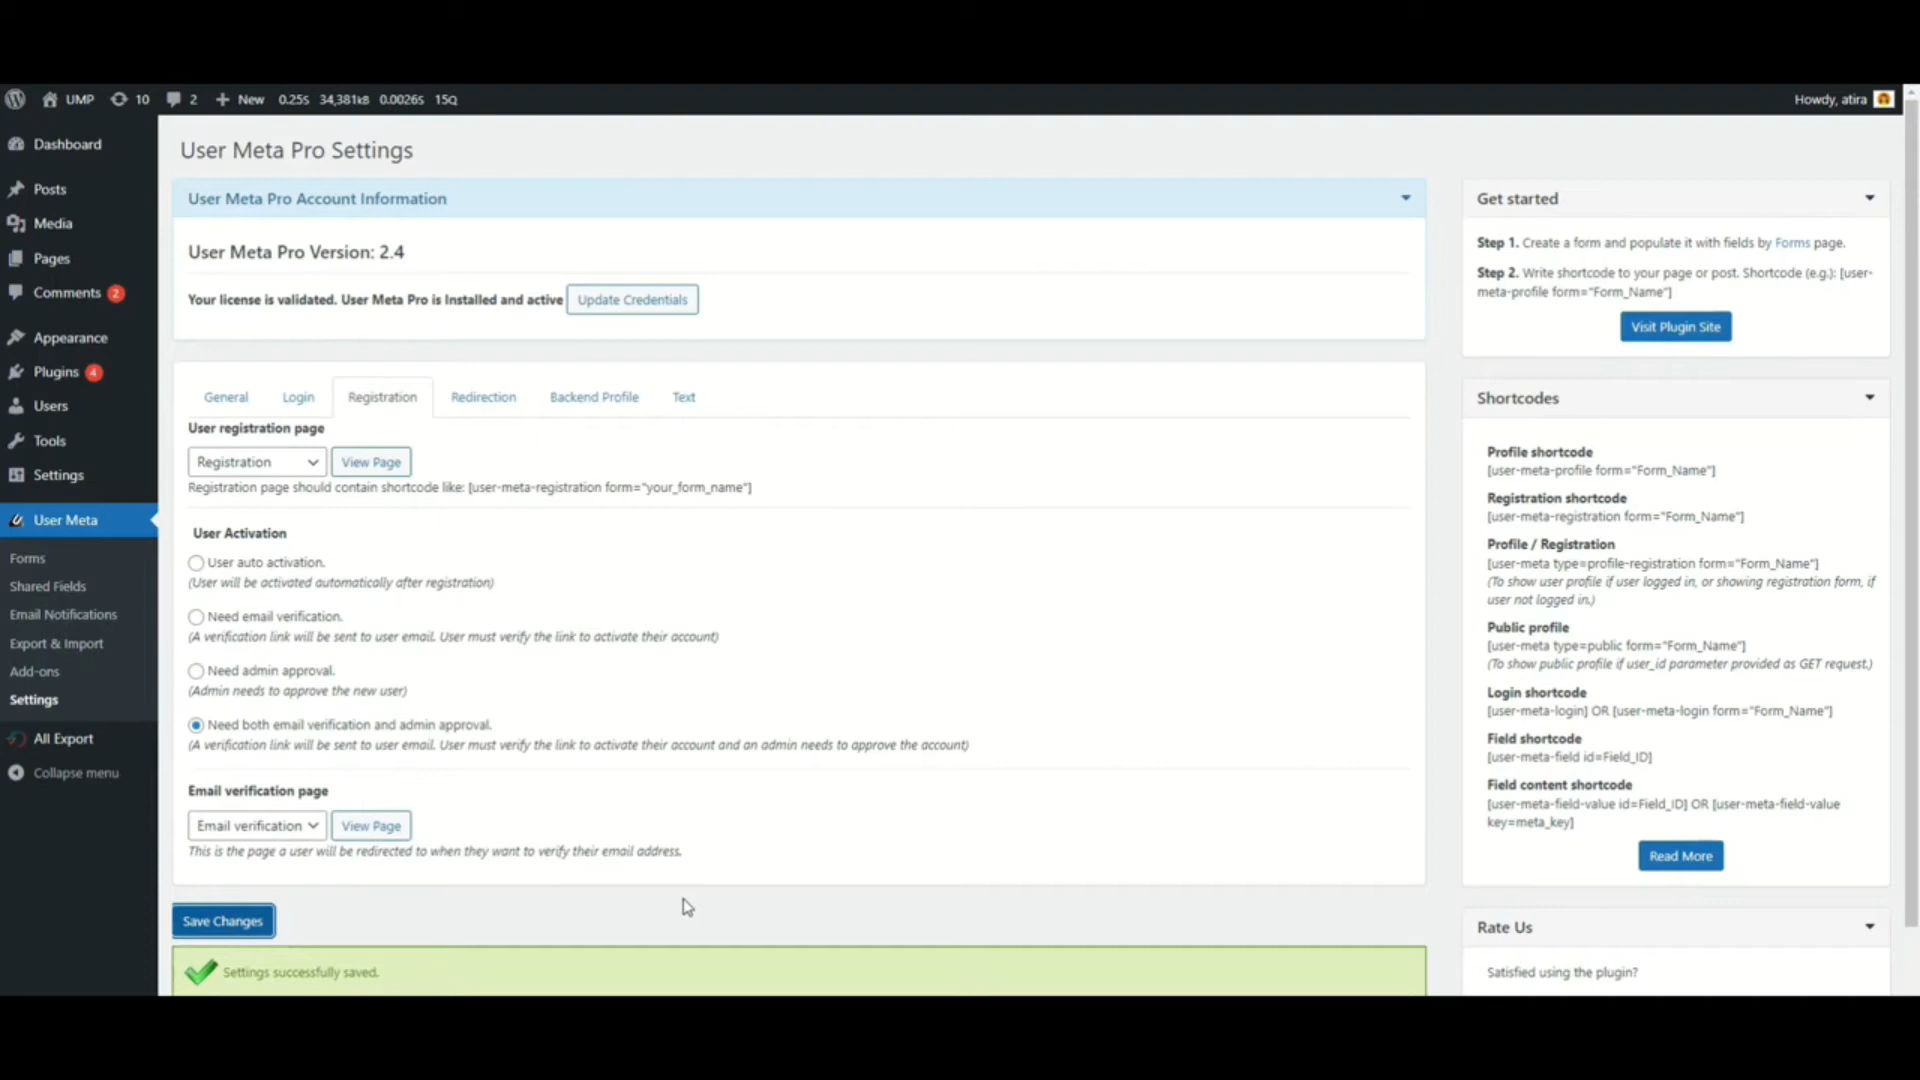 UMP 10 2 New 0.25s 34,381kB 0.0026s 15Q
Howdy, atira
Dashboard
Posts
Media
Pages
Comments 2
Appearance
Plugins 4
Users
Tools
Settings
User Meta
Forms
Shared Fields
Email Notifications
Export & Import
Add-ons
Settings
All Export
Collapse menu
User Meta Pro Settings
User Meta Pro Account Information
User Meta Pro Version: 2.4
Your license is validated. User Meta Pro is Installed and active Update Credentials
General Login Registration Redirection Backend Profile Text
User registration page
Registration View Page
Registration page should contain shortcode like: [user-meta-registration form="your_form_name"]
User Activation
User auto activation.
(User will be activated automatically after registration)
Need email verification.
(A verification link will be sent to user email. User must verify the link to activate their account)
Need admin approval.
(Admin needs to approve the new user)
Need both email verification and admin approval.
(A verification link will be sent to user email. User must verify the link to activate their account and an admin needs to approve the account)
Email verification page
Email verification View Page
This is the page a user will be redirected to when they want to verify their email address.
Save Changes
Settings successfully saved.
Get started
Step 1. Create a form and populate it with fields by Forms page.
Step 2. Write shortcode to your page or post. Shortcode (e.g.): [user-
meta-profile form="Form_Name"]
Visit Plugin Site
Shortcodes
Profile shortcode
[user-meta-profile form="Form_Name"]
Registration shortcode
[user-meta-registration form="Form_Name"]
Profile / Registration
[user-meta type=profile-registration form="Form_Name"]
(To show user profile if user logged in, or showing registration form, if
user not logged in.)
Public profile
[user-meta type=public form="Form_Name"]
(To show public profile if user_id parameter provided as GET request.)
Login shortcode
[user-meta-login] OR [user-meta-login form="Form_Name"]
Field shortcode
[user-meta-field id=Field_ID]
Field content shortcode
[user-meta-field-value id=Field_ID] OR [user-meta-field-value
key=meta_key]
Read More
Rate Us
Satisfied using the plugin?